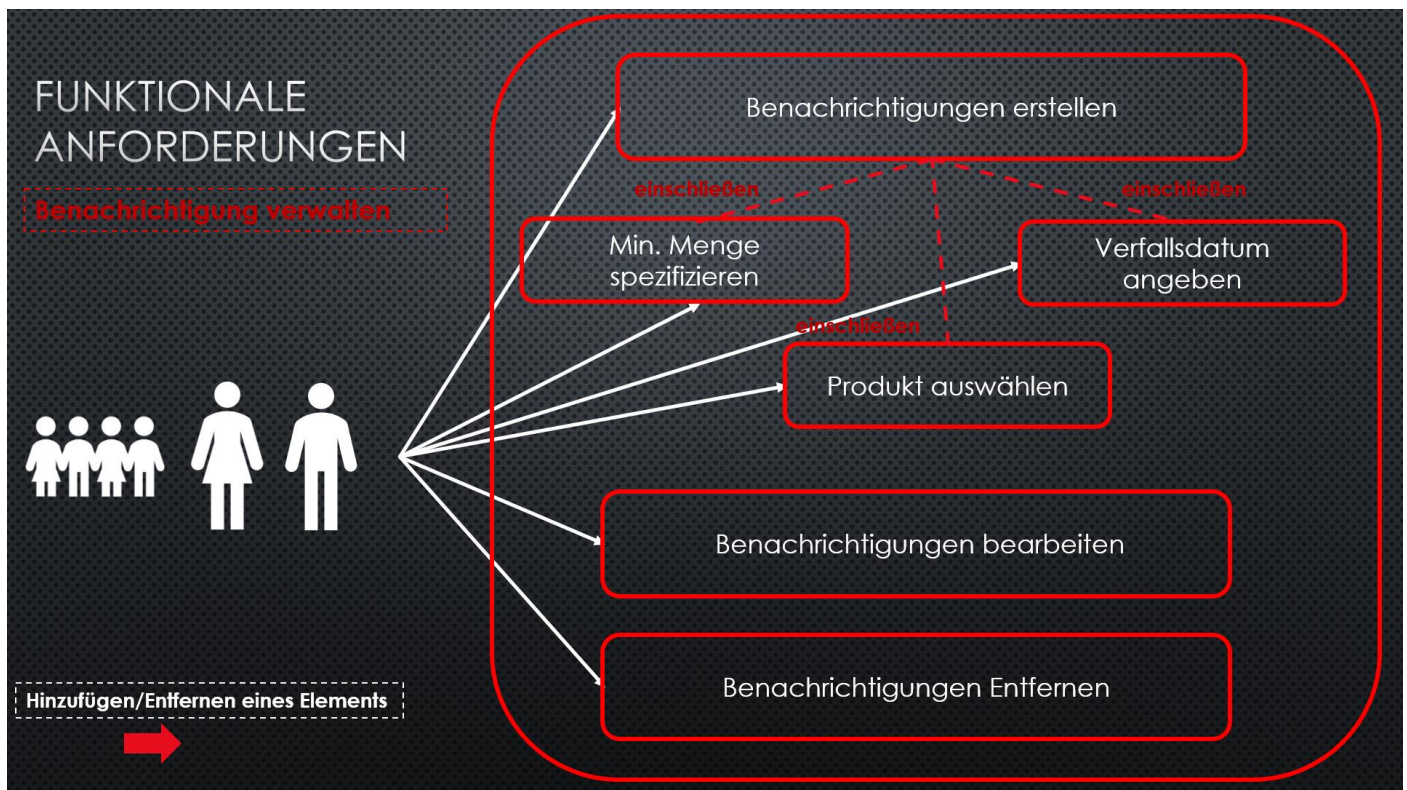 FUNKTIONALE
ANFORDERUNGEN
Benachrichtigung verwalten
Benachrichtigungen erstellen
einschließen
einschließen
Min. Menge
spezifizieren
Verfallsdatum
angeben
einschließen
Produkt auswählen
Benachrichtigungen bearbeiten
Benachrichtigungen Entfernen
Hinzufügen/Entfernen eines Elements